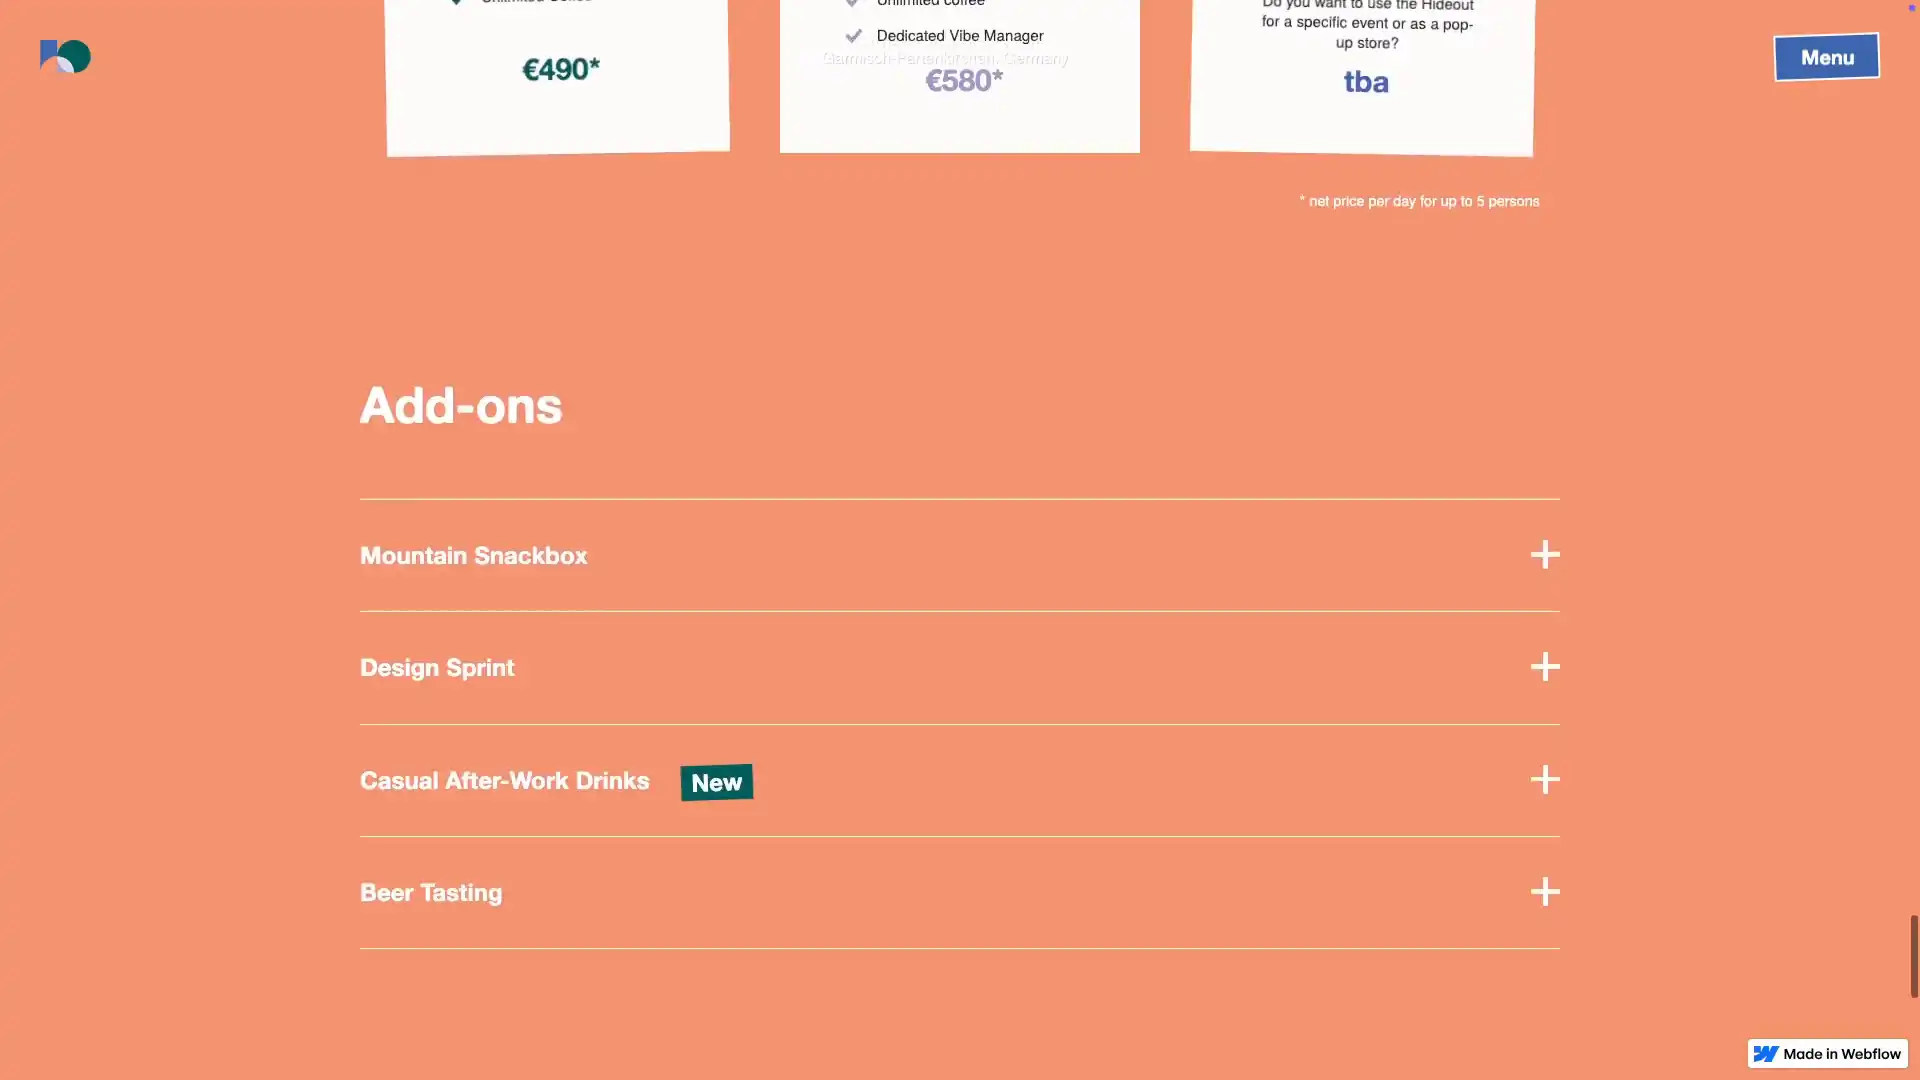 Unlimited coffee
Dedicated Vibe Manager
Garmisch-Partenkirchen, Germany
€490*
€580*
Do you want to use the Hideout
for a specific event or as a pop-
up store?
tba
Menu
* net price per day for up to 5 persons
Add-ons
Mountain Snackbox
Design Sprint
Casual After-Work Drinks New
Beer Tasting
Made in Webflow